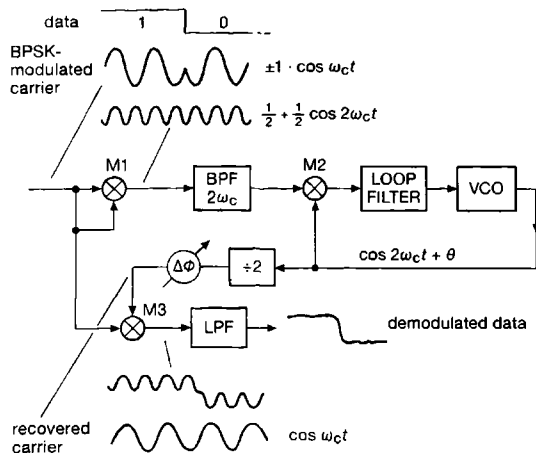 data 1 0
BPSK-
modulated
carrier
±1 · cos ω_c t
½ + ½ cos 2ω_c t
M1
BPF
2ω_c
M2
LOOP
FILTER
VCO
ΔΦ
÷2
cos 2ω_c t + θ
M3
LPF
demodulated data
recovered
carrier
cos ω_c t